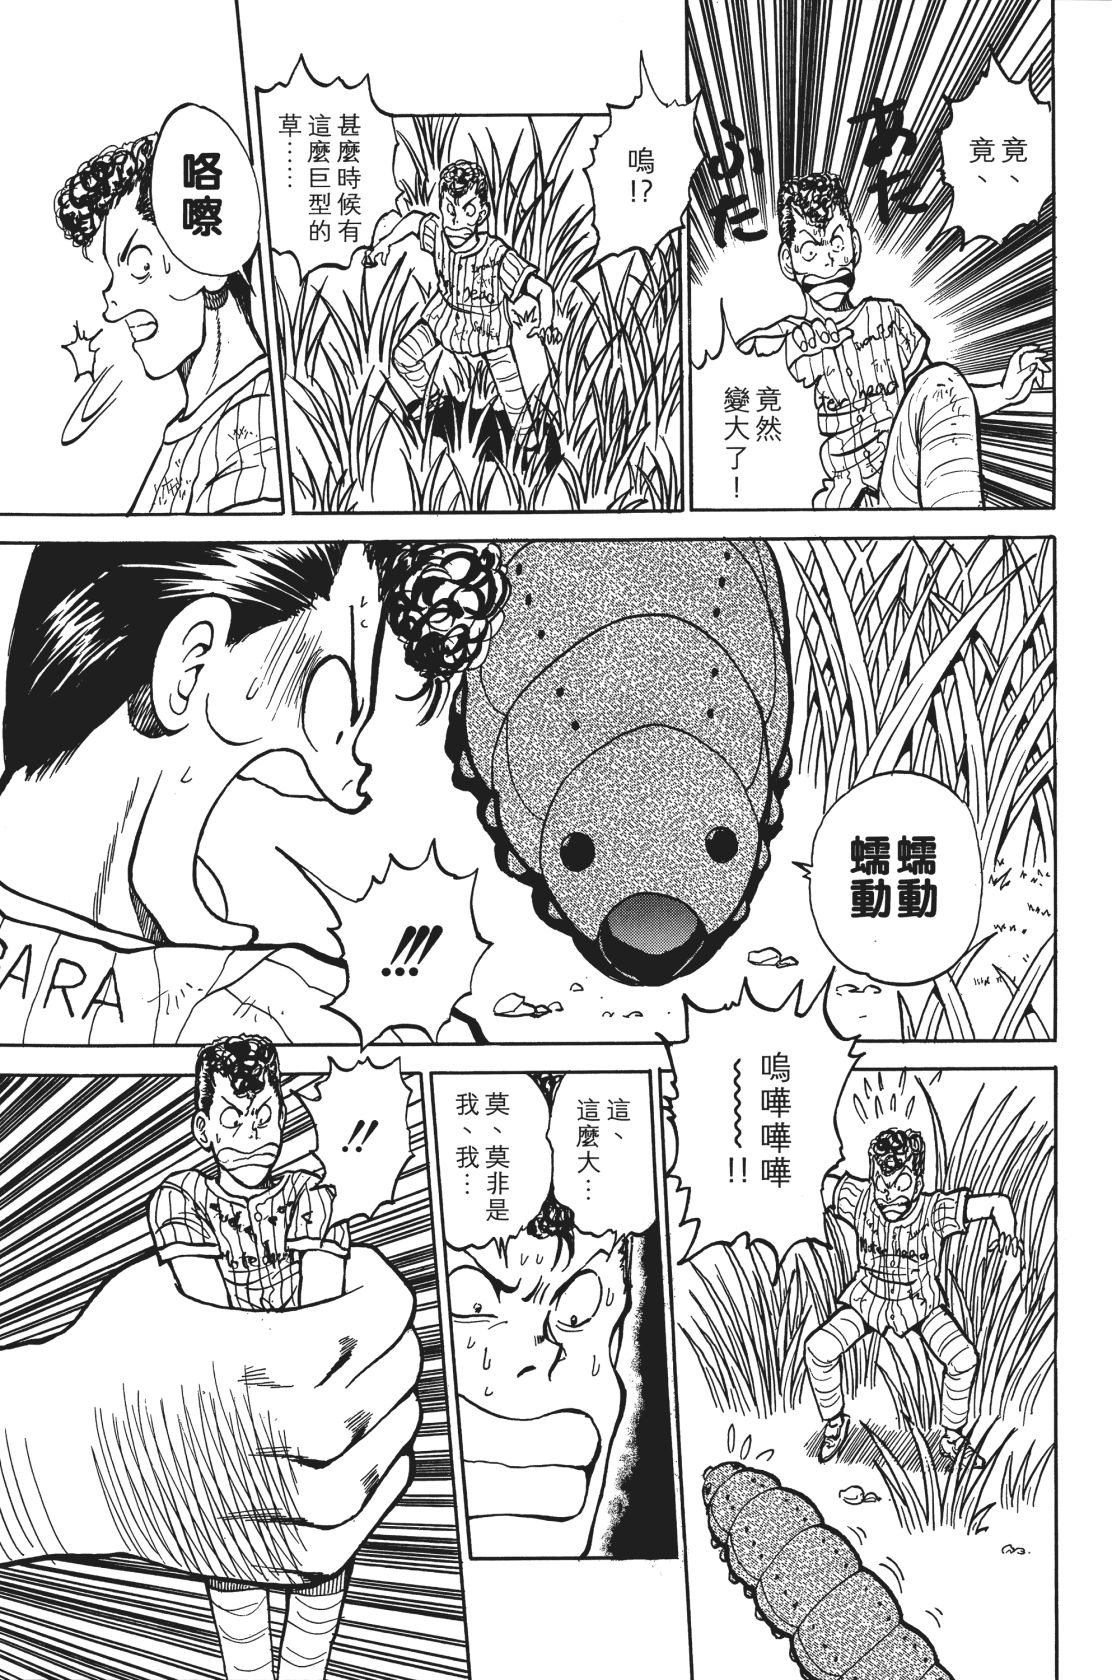 竟、
竟、
あた
ふた
竟然
變大了！
嗚!?
甚麼時候有
這麼巨型的
草……
咯嚓
蠕動
蠕動
!!!
ARA
嗚嘩嘩嘩
～～～!!
這、
這麼大…
莫、莫非是
我、我…
!!